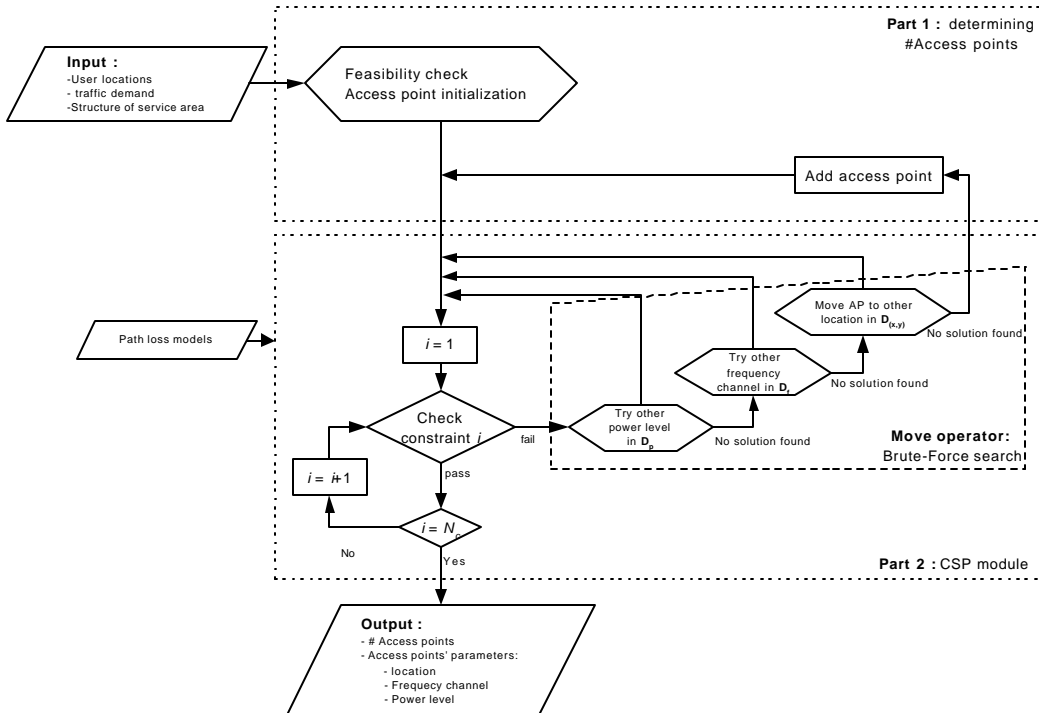 Part 1 : determining
#Access points
Input :
-User locations
- traffic demand
-Structure of service area
Feasibility check
Access point initialization
Add access point
Move AP to other
location in D(x,y)
No solution found
Path loss models
i = 1
Try other
frequency
channel in Df
No solution found
Check
constraint i
fail
Try other
power level
in Dp
No solution found
Move operator:
Brute-Force search
pass
i = i+1
i = Nc
No
Yes
Part 2 : CSP module
Output :
- # Access points
- Access points' parameters:
- location
- Frequecy channel
- Power level